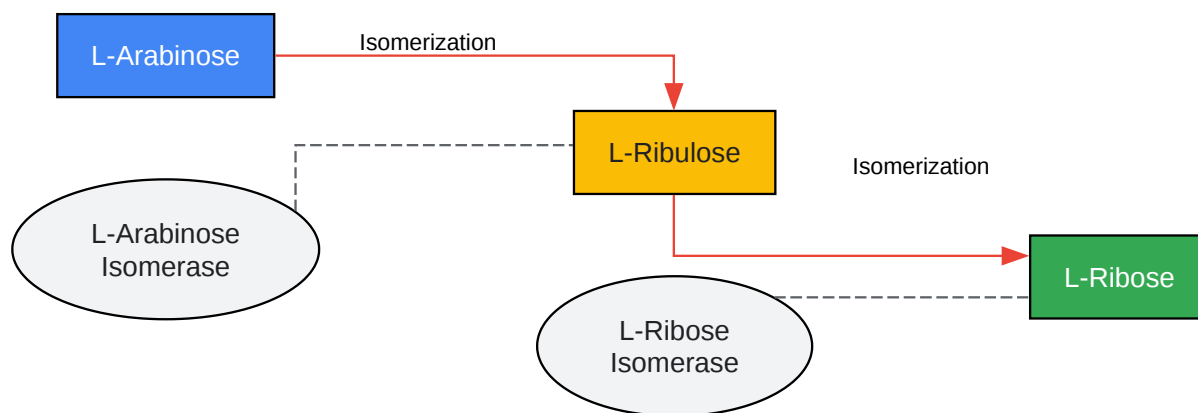 L-Arabinose
Isomerization
L-Ribulose
Isomerization
L-Arabinose
Isomerase
L-Ribose
L-Ribose
Isomerase